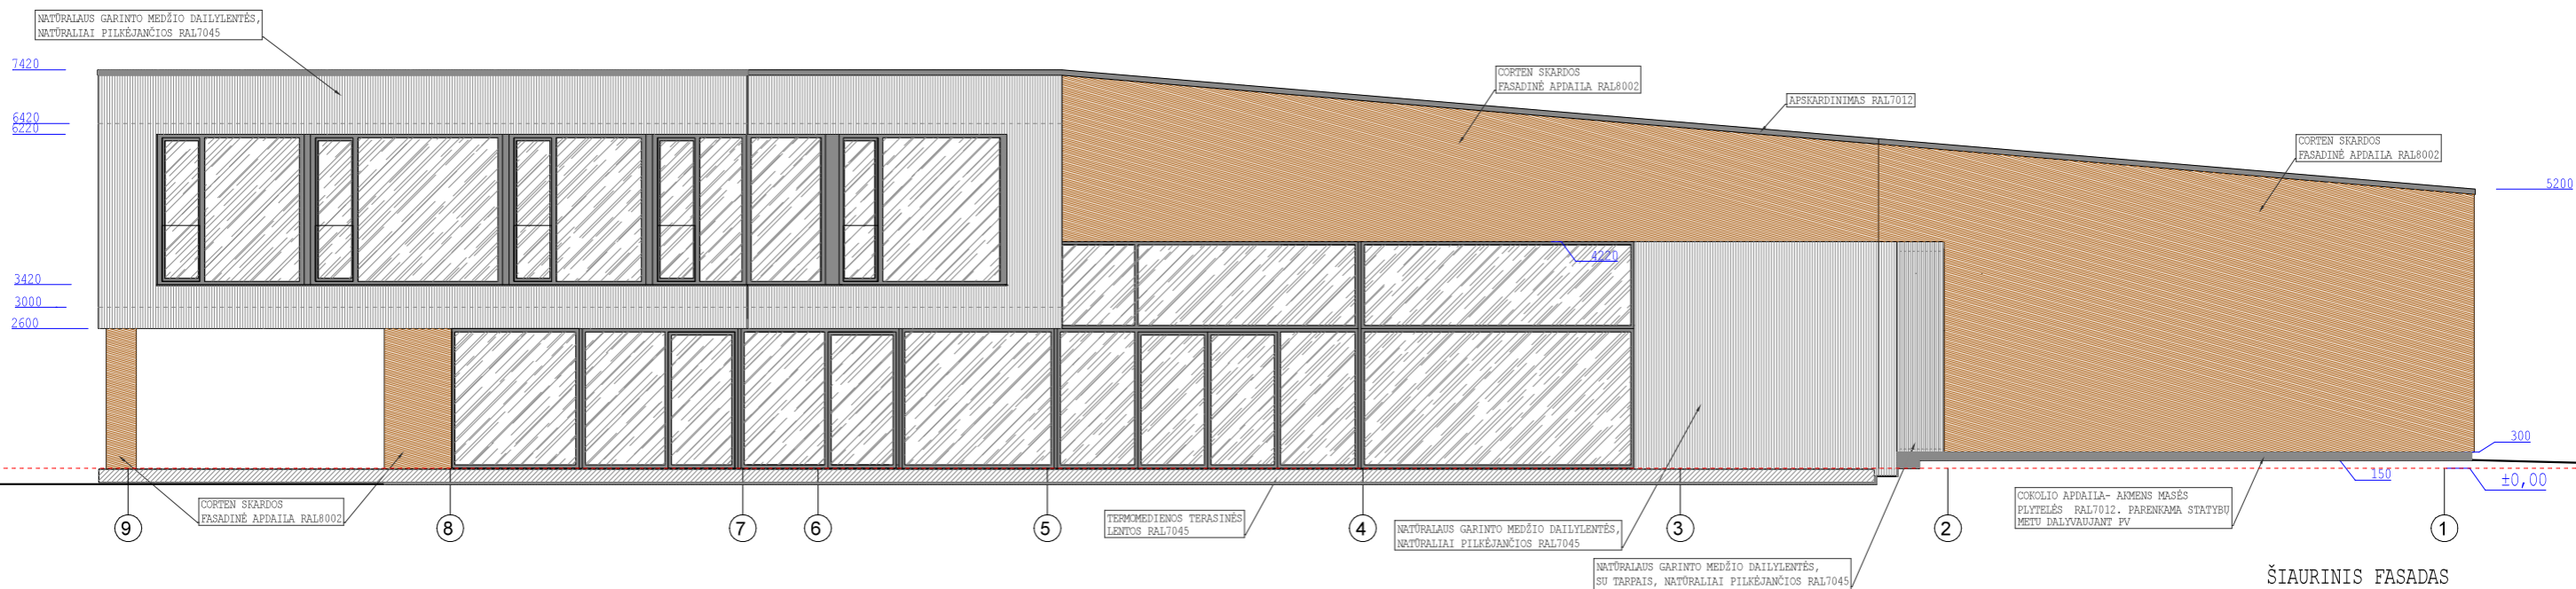 NATŪRALAUS GARINTO MEDŽIO DAILYLENTĖS,
NATŪRALIAI PILKĖJANČIOS RAL7045
7420
6420
6220
3420
3000
2600
CORTEN SKARDOS
FASADINĖ APDAILA RAL8002
APSKARDINIMAS RAL7012
CORTEN SKARDOS
FASADINĖ APDAILA RAL8002
5200
4220
300
150
±0,00
9
8
7
6
5
4
3
2
1
CORTEN SKARDOS
FASADINĖ APDAILA RAL8002
TERMOMEDIENOS TERASINĖS
LENTOS RAL7045
NATŪRALAUS GARINTO MEDŽIO DAILYLENTĖS,
NATŪRALIAI PILKĖJANČIOS RAL7045
NATŪRALAUS GARINTO MEDŽIO DAILYLENTĖS,
SU TARPAIS, NATŪRALIAI PILKĖJANČIOS RAL7045
COKOLIO APDAILA- AKMENS MASĖS
PLYTELĖS RAL7012. PARENKAMA STATYBŲ
METU DALYVAUJANT PV
ŠIAURINIS FASADAS